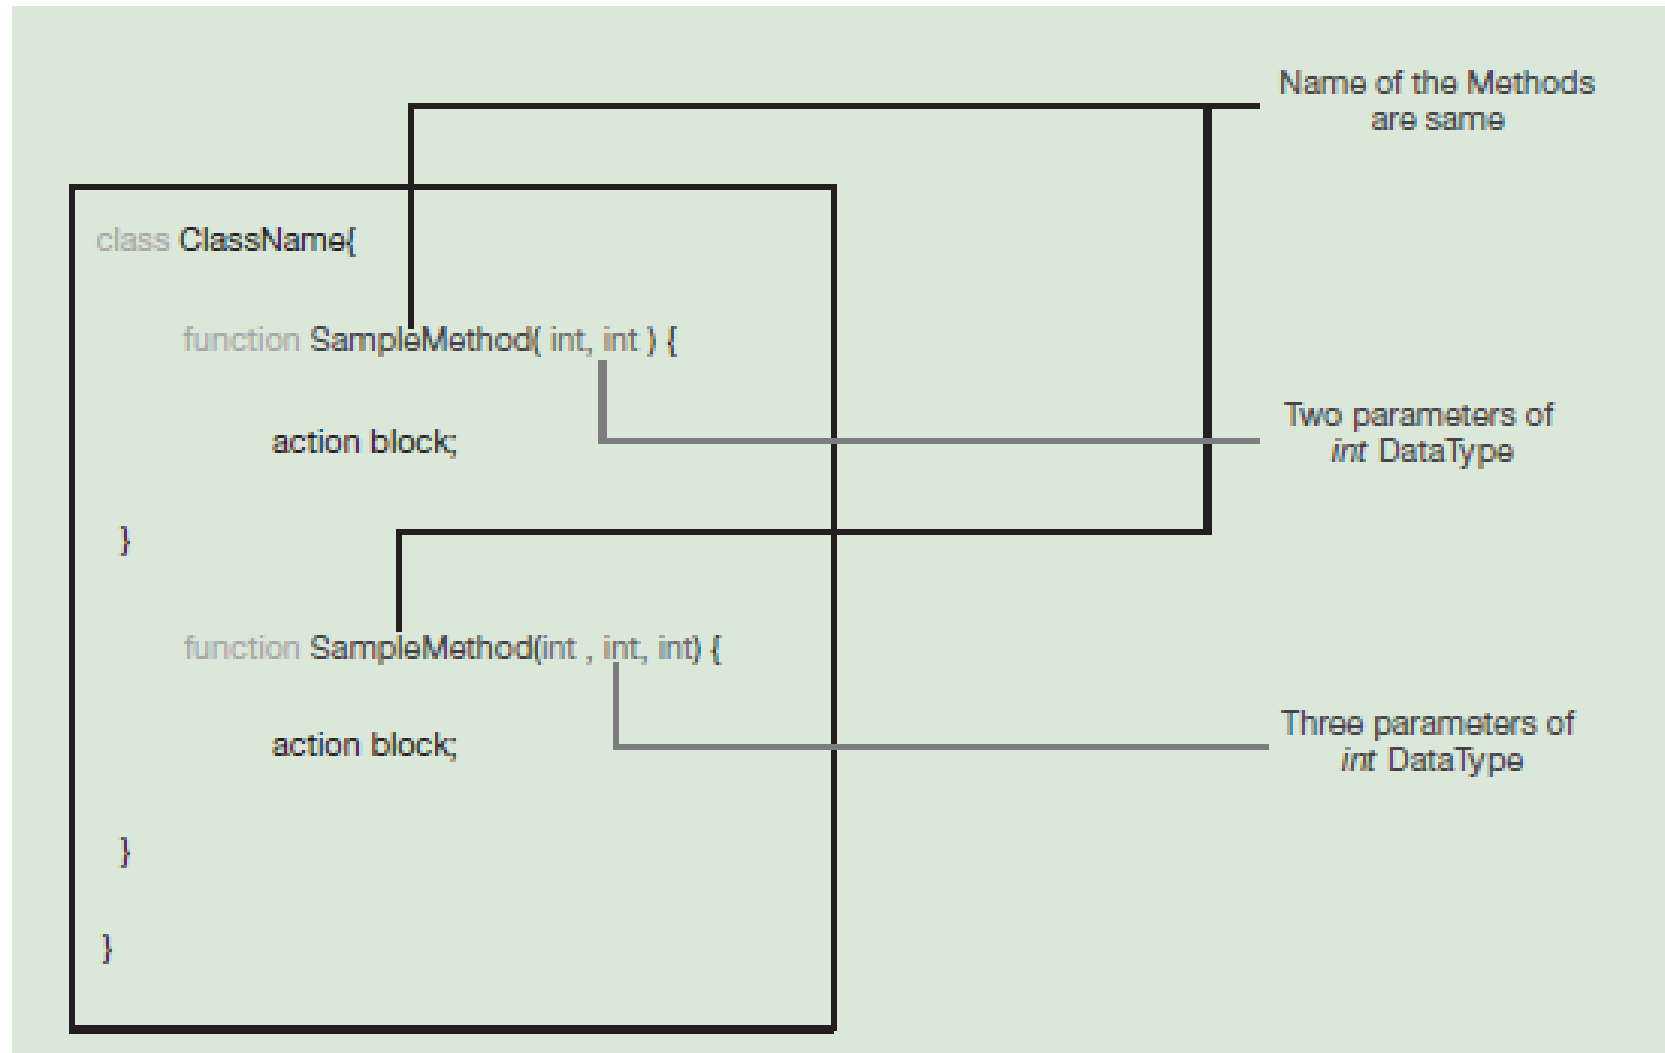 Name of the Methods
are same
class ClassName{
function SampleMethod( int, int ) {
Two parameters of
int DataType
action block;
}
function SampleMethod(int , int, int) {
Three parameters of
int DataType
action block;
}
}